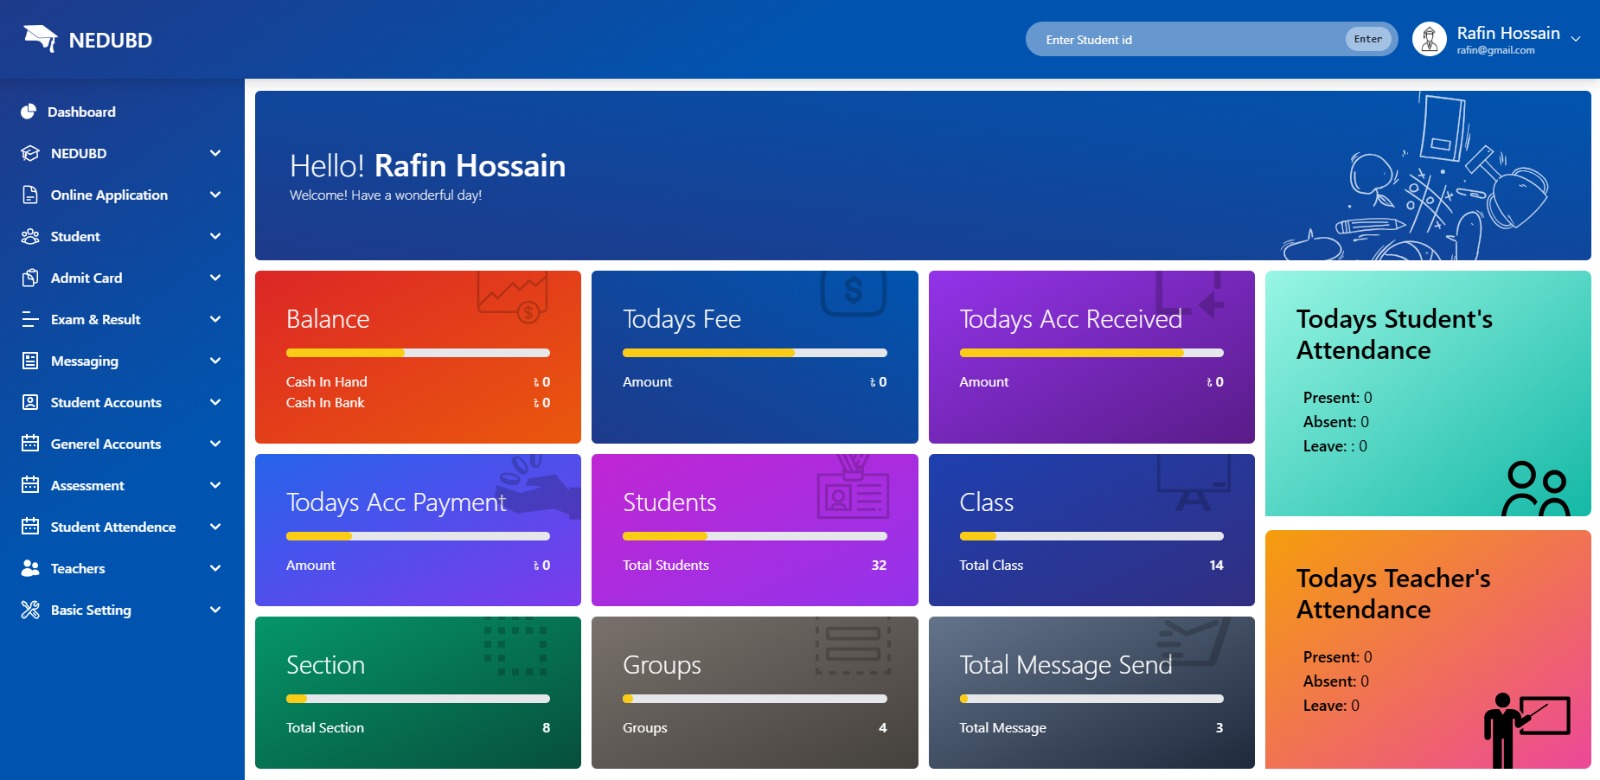 NEDUBD
Enter Student id
Enter
Rafin Hossain
rafin@gmail.com
Dashboard
NEDUBD
Online Application
Student
Admit Card
Exam & Result
Messaging
Student Accounts
Generel Accounts
Assessment
Student Attendence
Teachers
Basic Setting
Hello! Rafin Hossain
Welcome! Have a wonderful day!
Balance
Cash In Hand ৳ 0
Cash In Bank ৳ 0
Todays Fee
Amount ৳ 0
Todays Acc Received
Amount ৳ 0
Todays Student's
Attendance
Present: 0
Absent: 0
Leave: : 0
Todays Acc Payment
Amount ৳ 0
Students
Total Students 32
Class
Total Class 14
Todays Teacher's
Attendance
Present: 0
Absent: 0
Leave: 0
Section
Total Section 8
Groups
Groups 4
Total Message Send
Total Message 3